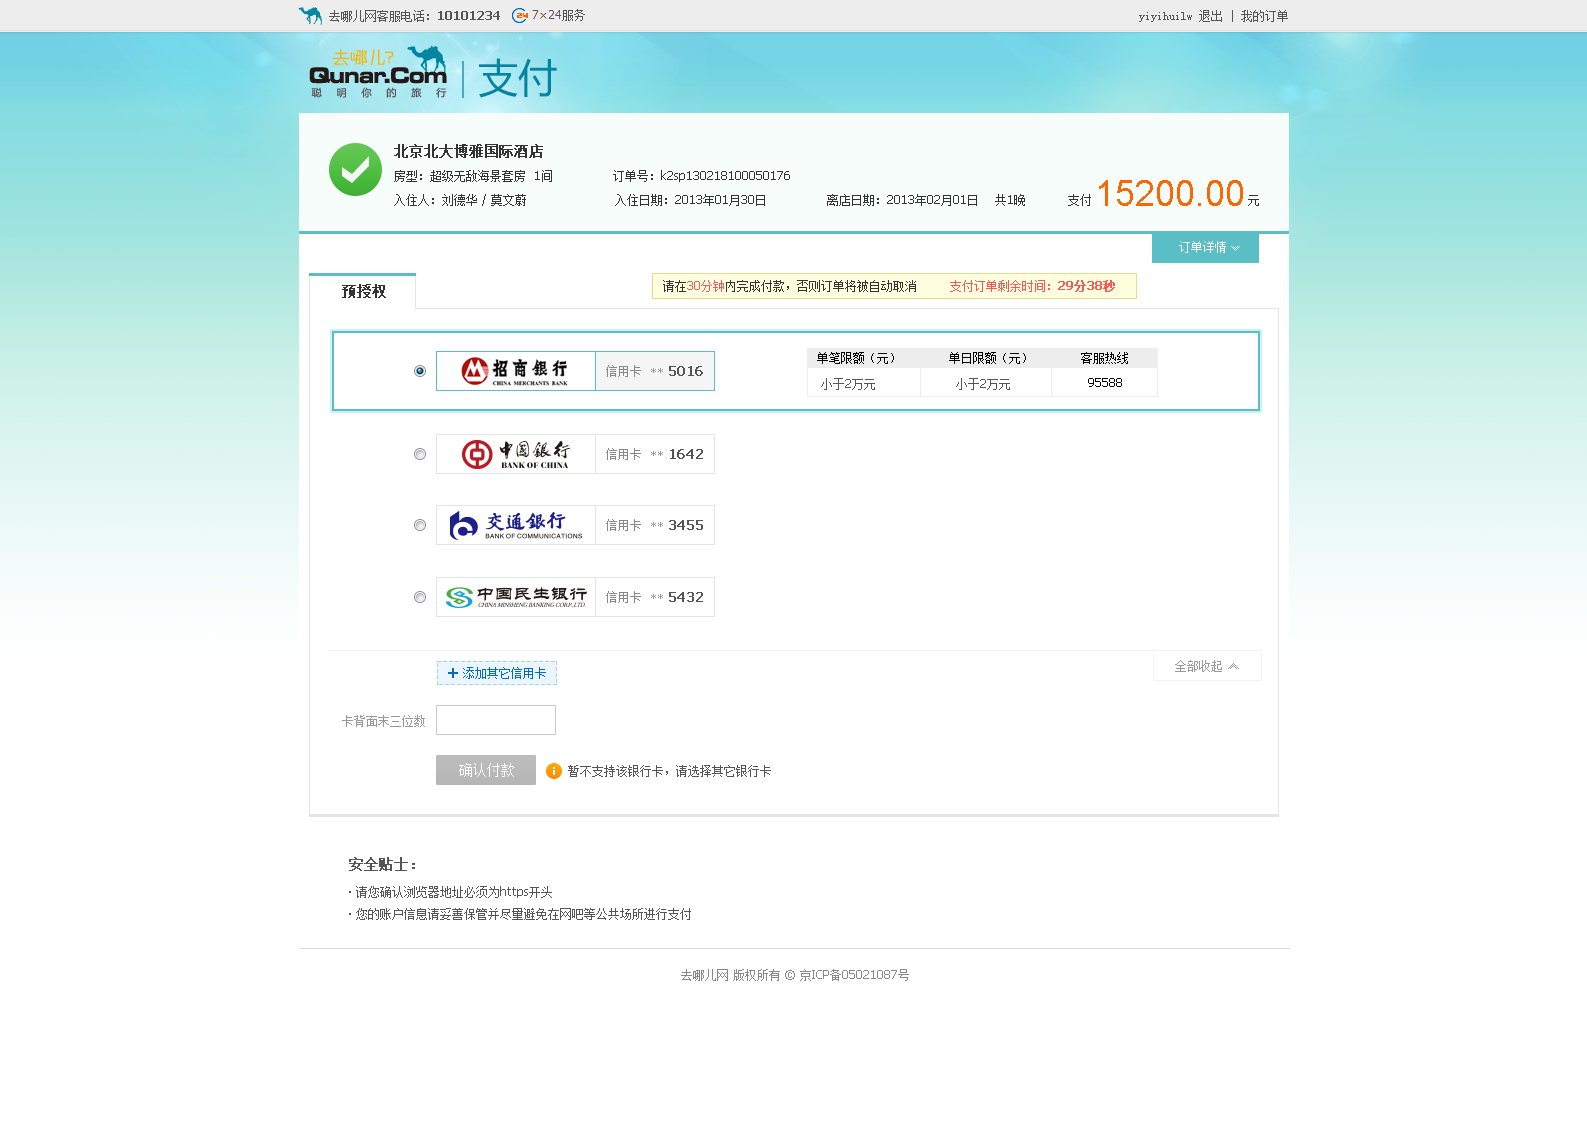 去哪儿网客服电话：10101234 24 7×24服务
yiyihuilw 退出 | 我的订单
去哪儿?
Qunar.Com | 支付
聪明你的旅行
北京北大博雅国际酒店
房型：超级无敌海景套房 1间 订单号：k2sp130218100050176
入住人：刘德华 / 莫文蔚 入住日期：2013年01月30日 离店日期：2013年02月01日 共1晚 支付 15200.00 元
订单详情
预授权
请在30分钟内完成付款，否则订单将被自动取消 支付订单剩余时间：29分38秒
招商银行 信用卡 ** 5016
CHINA MERCHANTS BANK
单笔限额（元） 单日限额（元） 客服热线
小于2万元 小于2万元 95588
中国银行 信用卡 ** 1642
BANK OF CHINA
交通银行 信用卡 ** 3455
BANK OF COMMUNICATIONS
中国民生银行 信用卡 ** 5432
CHINA MINSHENG BANKING CORP.,LTD.
全部收起
+ 添加其它信用卡
卡背面末三位数
确认付款 暂不支持该银行卡，请选择其它银行卡
安全贴士：
· 请您确认浏览器地址必须为https开头
· 您的账户信息请妥善保管并尽量避免在网吧等公共场所进行支付
去哪儿网 版权所有 © 京ICP备05021087号